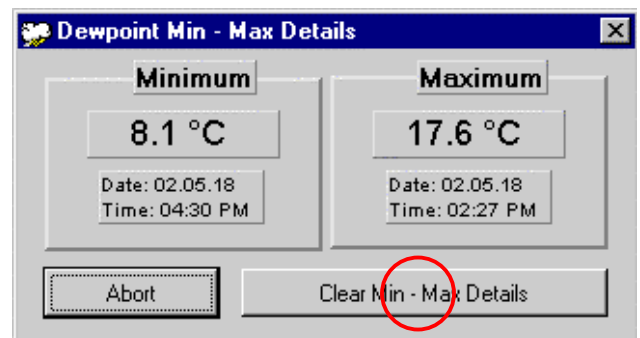 Dewpoint Min - Max Details
Minimum
8.1 °C
Date: 02.05.18
Time: 04:30 PM
Maximum
17.6 °C
Date: 02.05.18
Time: 02:27 PM
Abort
Clear Min - Max Details